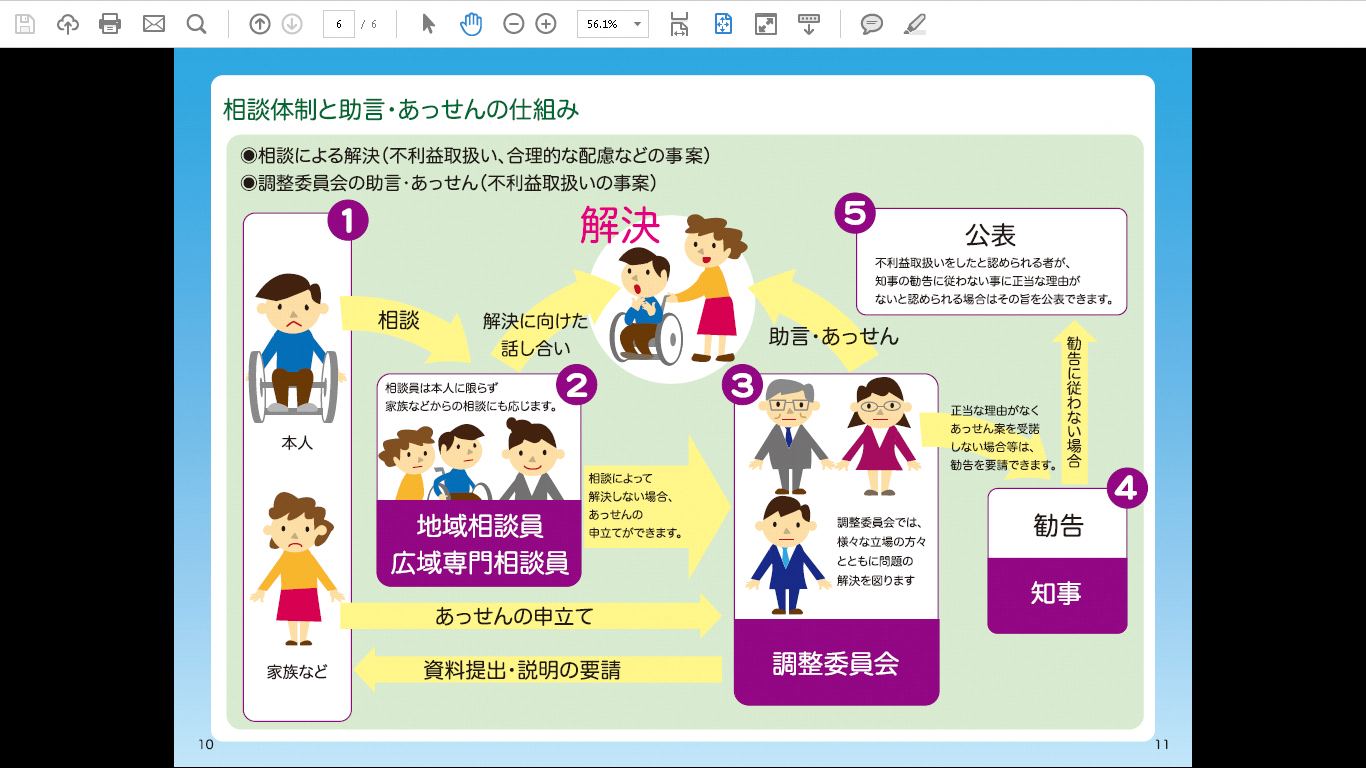 6 / 6
56.1%
相談体制と助言・あっせんの仕組み
◉相談による解決（不利益取扱い、合理的な配慮などの事案）
◉調整委員会の助言・あっせん（不利益取扱いの事案）
1
本人
家族など
相談
解決に向けた
話し合い
解決
助言・あっせん
2
相談員は本人に限らず
家族などからの相談にも応じます。
地域相談員
広域専門相談員
相談によって
解決しない場合、
あっせんの
申立てができます。
あっせんの申立て
資料提出・説明の要請
3
調整委員会では、
様々な立場の方々
とともに問題の
解決を図ります
調整委員会
正当な理由がなく
あっせん案を受諾
しない場合等は、
勧告を要請できます。
4
勧告
知事
勧告に従わない場合
5
公表
不利益取扱いをしたと認められる者が、
知事の勧告に従わない事に正当な理由が
ないと認められる場合はその旨を公表できます。
10
11